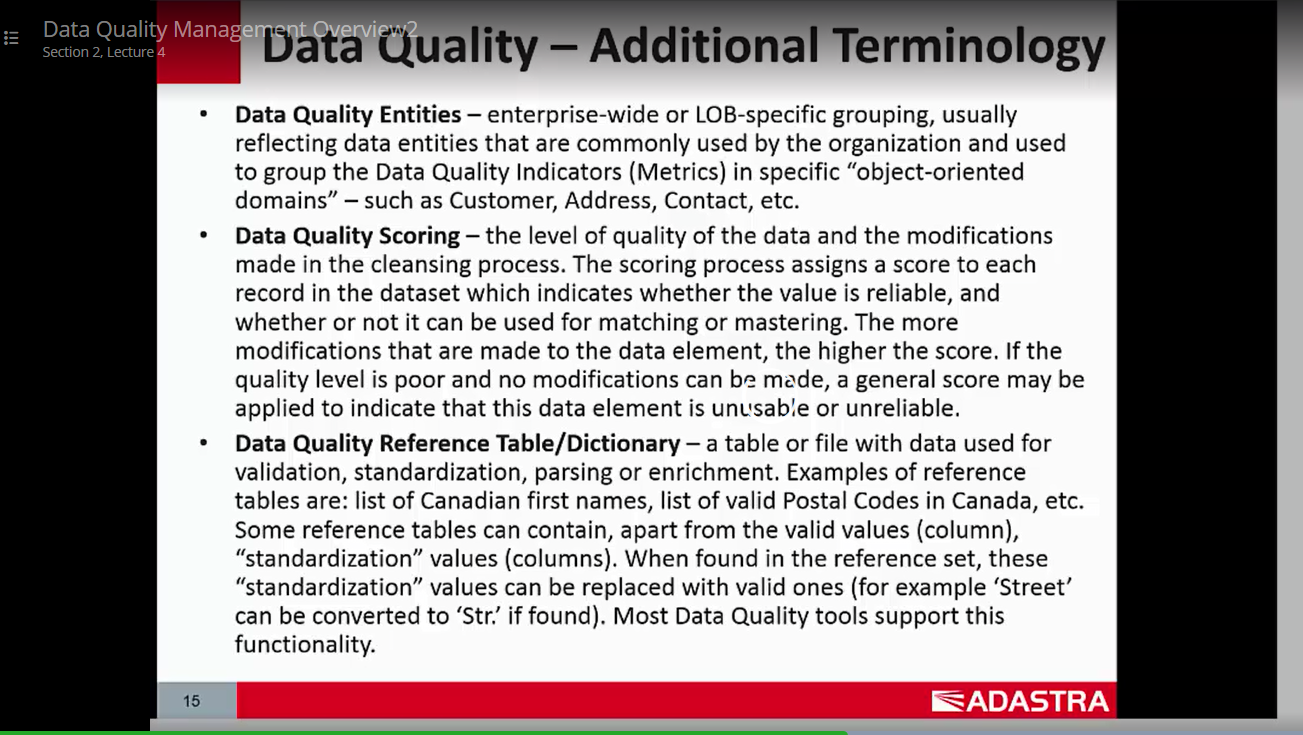 Data Quality Management Overview2
Section 2, Lecture 4
Data Quality – Additional Terminology
• Data Quality Entities – enterprise-wide or LOB-specific grouping, usually
reflecting data entities that are commonly used by the organization and used
to group the Data Quality Indicators (Metrics) in specific “object-oriented
domains” – such as Customer, Address, Contact, etc.
• Data Quality Scoring – the level of quality of the data and the modifications
made in the cleansing process. The scoring process assigns a score to each
record in the dataset which indicates whether the value is reliable, and
whether or not it can be used for matching or mastering. The more
modifications that are made to the data element, the higher the score. If the
quality level is poor and no modifications can be made, a general score may be
applied to indicate that this data element is unusable or unreliable.
• Data Quality Reference Table/Dictionary – a table or file with data used for
validation, standardization, parsing or enrichment. Examples of reference
tables are: list of Canadian first names, list of valid Postal Codes in Canada, etc.
Some reference tables can contain, apart from the valid values (column),
“standardization” values (columns). When found in the reference set, these
“standardization” values can be replaced with valid ones (for example ‘Street’
can be converted to ‘Str.’ if found). Most Data Quality tools support this
functionality.
15
ADASTRA